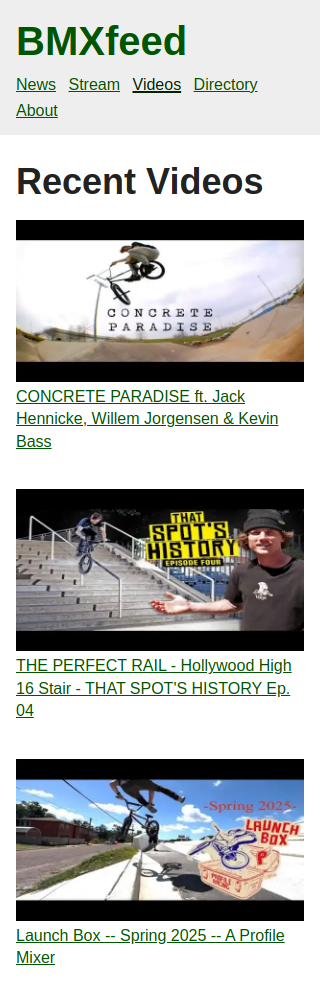 BMXfeed
News Stream Videos Directory
About
Recent Videos
CONCRETE
PARADISE
CONCRETE PARADISE ft. Jack
Hennicke, Willem Jorgensen & Kevin
Bass
THAT
SPOT'S
HISTORY
EPISODE FOUR
THE PERFECT RAIL - Hollywood High
16 Stair - THAT SPOT'S HISTORY Ep.
04
-Spring 2025-
LAUNCH
BOX
Launch Box -- Spring 2025 -- A Profile
Mixer